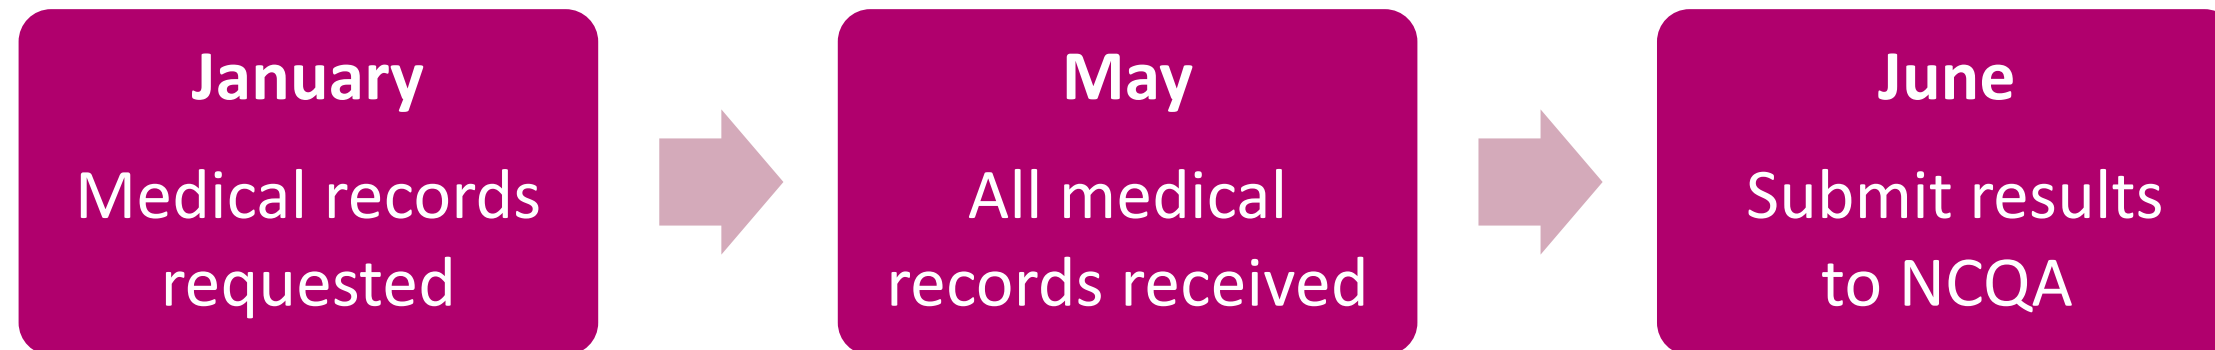 January
Medical records
requested
May
All medical
records received
June
Submit results
to NCQA